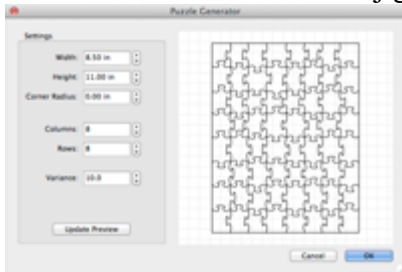 Puzzle Generator
Settings
Width: 8.50 in
Height: 11.00 in
Corner Radius: 0.00 in
Columns: 8
Rows: 8
Variance: 10.0
Update Preview
Cancel
OK